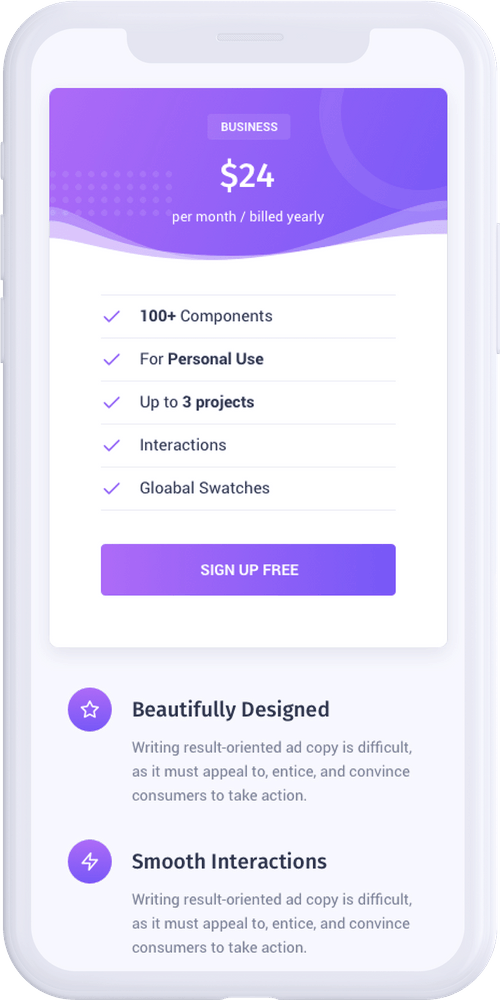 BUSINESS
$24
per month / billed yearly
100+ Components
For Personal Use
Up to 3 projects
Interactions
Gloabal Swatches
SIGN UP FREE
Beautifully Designed
Writing result-oriented ad copy is difficult,
as it must appeal to, entice, and convince
consumers to take action.
Smooth Interactions
Writing result-oriented ad copy is difficult,
as it must appeal to, entice, and convince
consumers to take action.